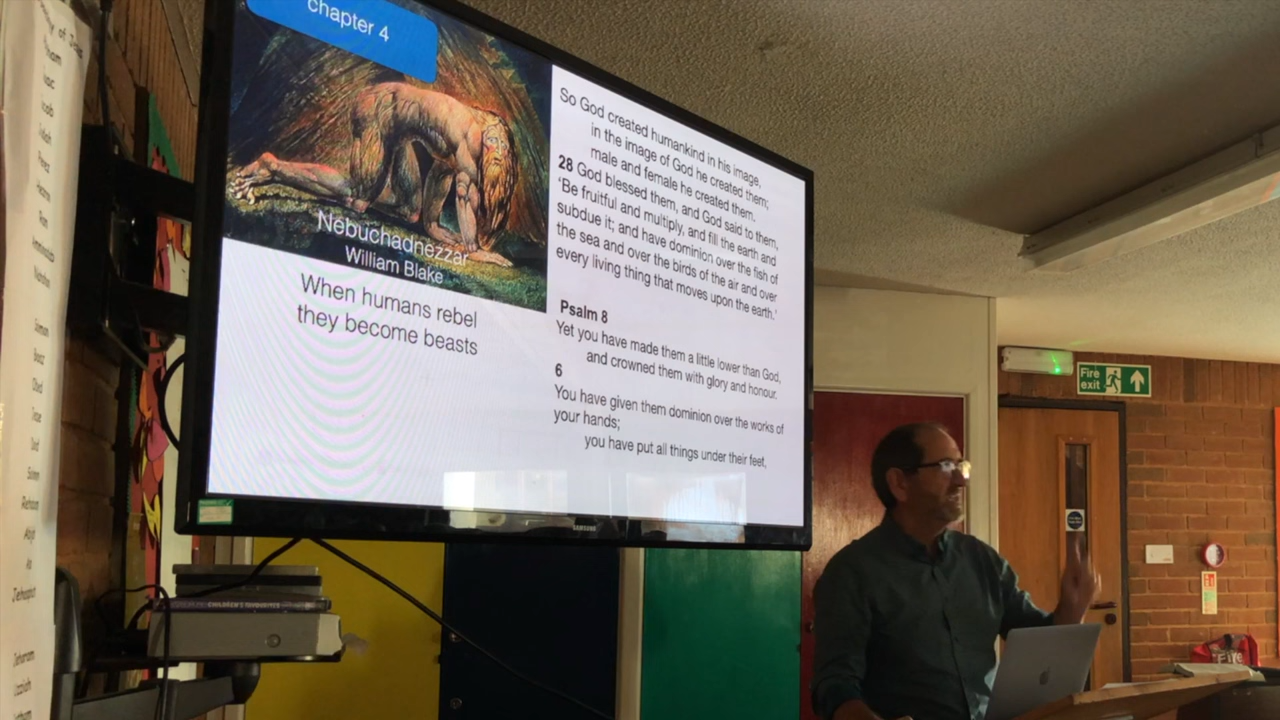 chapter 4
Nebuchadnezzar
William Blake
When humans rebel
they become beasts
So God created humankind in his image,
in the image of God he created them;
male and female he created them.
28 God blessed them, and God said to them,
'Be fruitful and multiply, and fill the earth and
subdue it; and have dominion over the fish of
the sea and over the birds of the air and over
every living thing that moves upon the earth.'
Psalm 8
Yet you have made them a little lower than God,
and crowned them with glory and honour.
6
You have given them dominion over the works of
your hands;
you have put all things under their feet,
SAMSUNG
CHILDREN'S FAVOURITES
Fire
exit
Fire
of